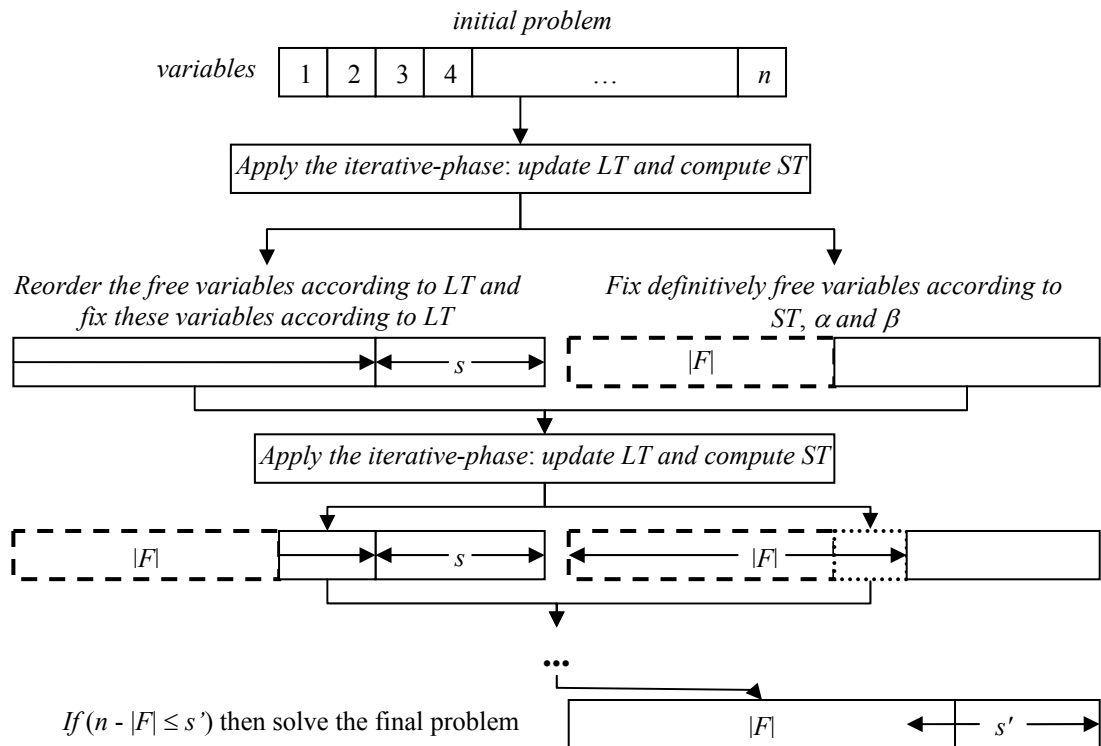 initial problem
variables
1 2 3 4 … n
Apply the iterative-phase: update LT and compute ST
Reorder the free variables according to LT and
fix these variables according to LT
Fix definitively free variables according to
ST, α and β
s
|F|
Apply the iterative-phase: update LT and compute ST
|F| s |F|
...
If (n - |F| ≤ s’) then solve the final problem
|F| s′